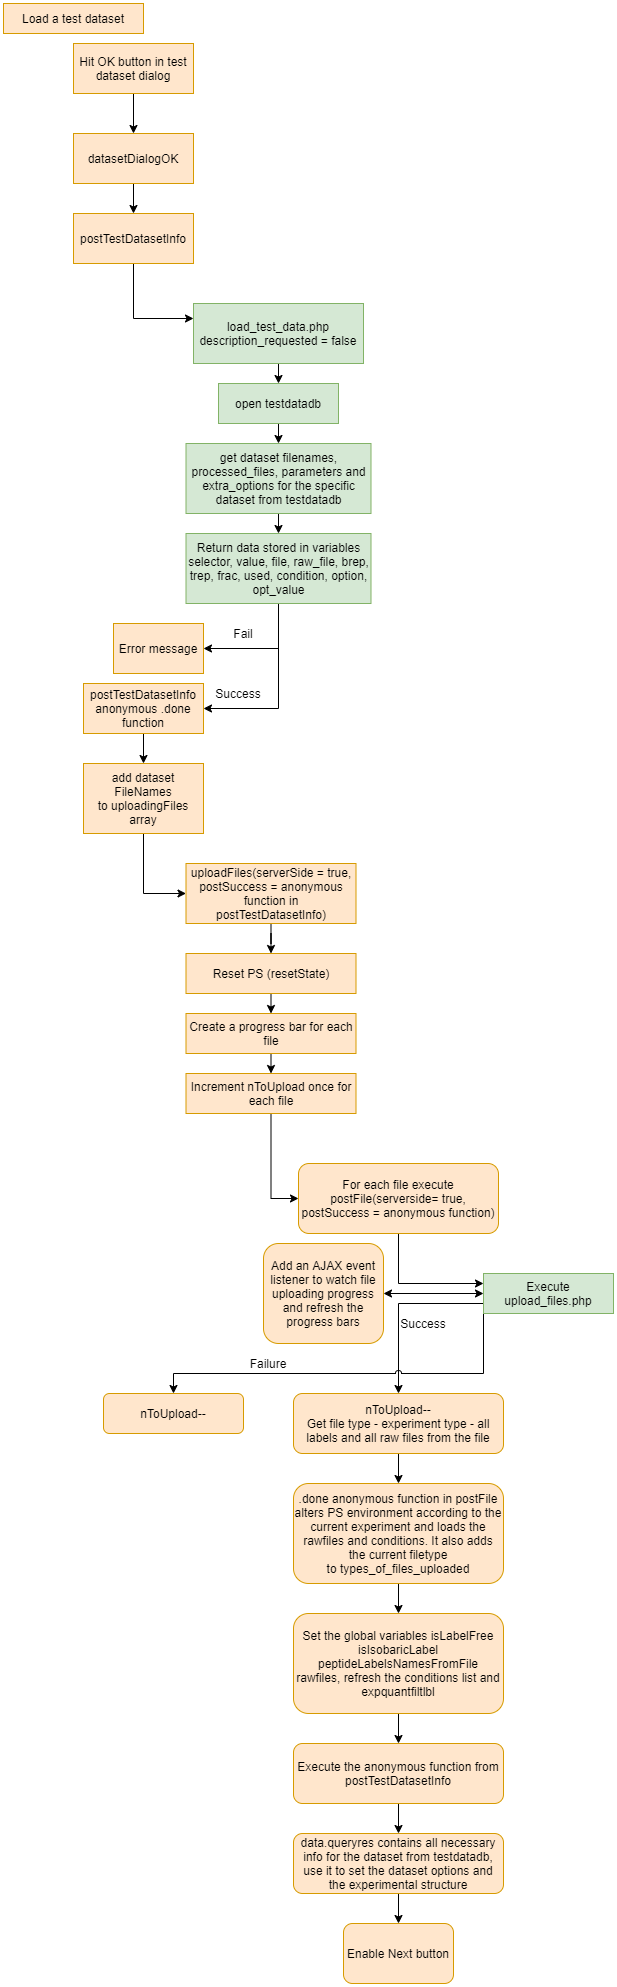 Load a test dataset
Hit OK button in test
dataset dialog
datasetDialogOK
postTestDatasetInfo
load_test_data.php
description_requested = false
open testdatadb
get dataset filenames,
processed_files, parameters and
extra_options for the specific
dataset from testdatadb
Return data stored in variables
selector, value, file, raw_file, brep,
trep, frac, used, condition, option,
opt_value
Fail
Error message
Success
postTestDatasetInfo
anonymous .done
function
add dataset
FileNames
to uploadingFiles
array
uploadFiles(serverSide = true,
postSuccess = anonymous
function in
postTestDatasetInfo)
Reset PS (resetState)
Create a progress bar for each
file
Increment nToUpload once for
each file
For each file execute
postFile(serverside= true,
postSuccess = anonymous function)
Add an AJAX event
listener to watch file
uploading progress
and refresh the
progress bars
Execute
upload_files.php
Success
Failure
nToUpload--
nToUpload--
Get file type - experiment type - all
labels and all raw files from the file
.done anonymous function in postFile
alters PS environment according to the
current experiment and loads the
rawfiles and conditions. It also adds
the current filetype
to types_of_files_uploaded
Set the global variables isLabelFree
isIsobaricLabel
peptideLabelsNamesFromFile
rawfiles, refresh the conditions list and
expquantfiltlbl
Execute the anonymous function from
postTestDatasetInfo
data.queryres contains all necessary
info for the dataset from testdatadb,
use it to set the dataset options and
the experimental structure
Enable Next button